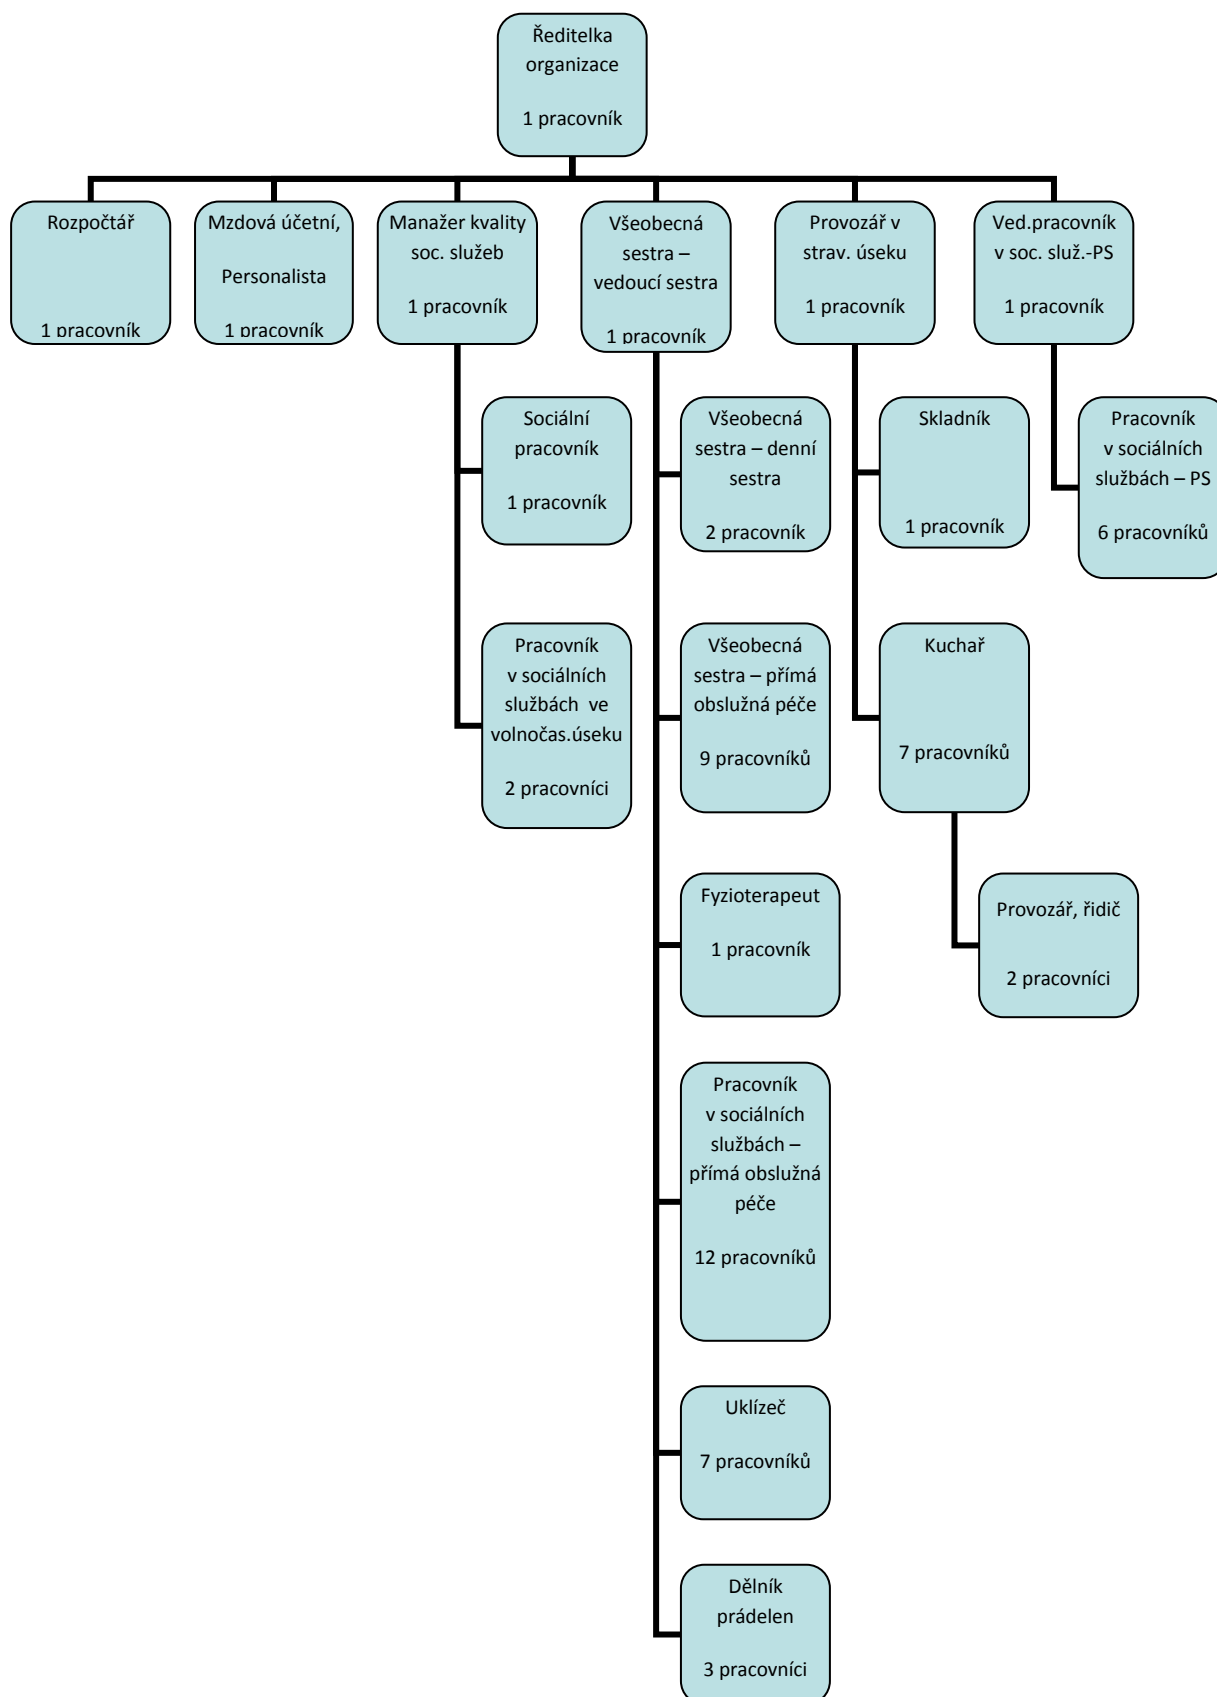 Ředitelka
organizace
1 pracovník
Rozpočtář
1 pracovník
Mzdová účetní,
Personalista
1 pracovník
Manažer kvality
soc. služeb
1 pracovník
Všeobecná
sestra –
vedoucí sestra
1 pracovník
Provozář v
strav. úseku
1 pracovník
Ved.pracovník
v soc. služ.-PS
1 pracovník
Sociální
pracovník
1 pracovník
Všeobecná
sestra – denní
sestra
2 pracovník
Skladník
1 pracovník
Pracovník
v sociálních
službách – PS
6 pracovníků
Pracovník
v sociálních
službách  ve
volnočas.úseku
2 pracovníci
Všeobecná
sestra – přímá
obslužná péče
9 pracovníků
Kuchař
7 pracovníků
Fyzioterapeut
1 pracovník
Provozář, řidič
2 pracovníci
Pracovník
v sociálních
službách –
přímá obslužná
péče
12 pracovníků
Uklízeč
7 pracovníků
Dělník
prádelen
3 pracovníci